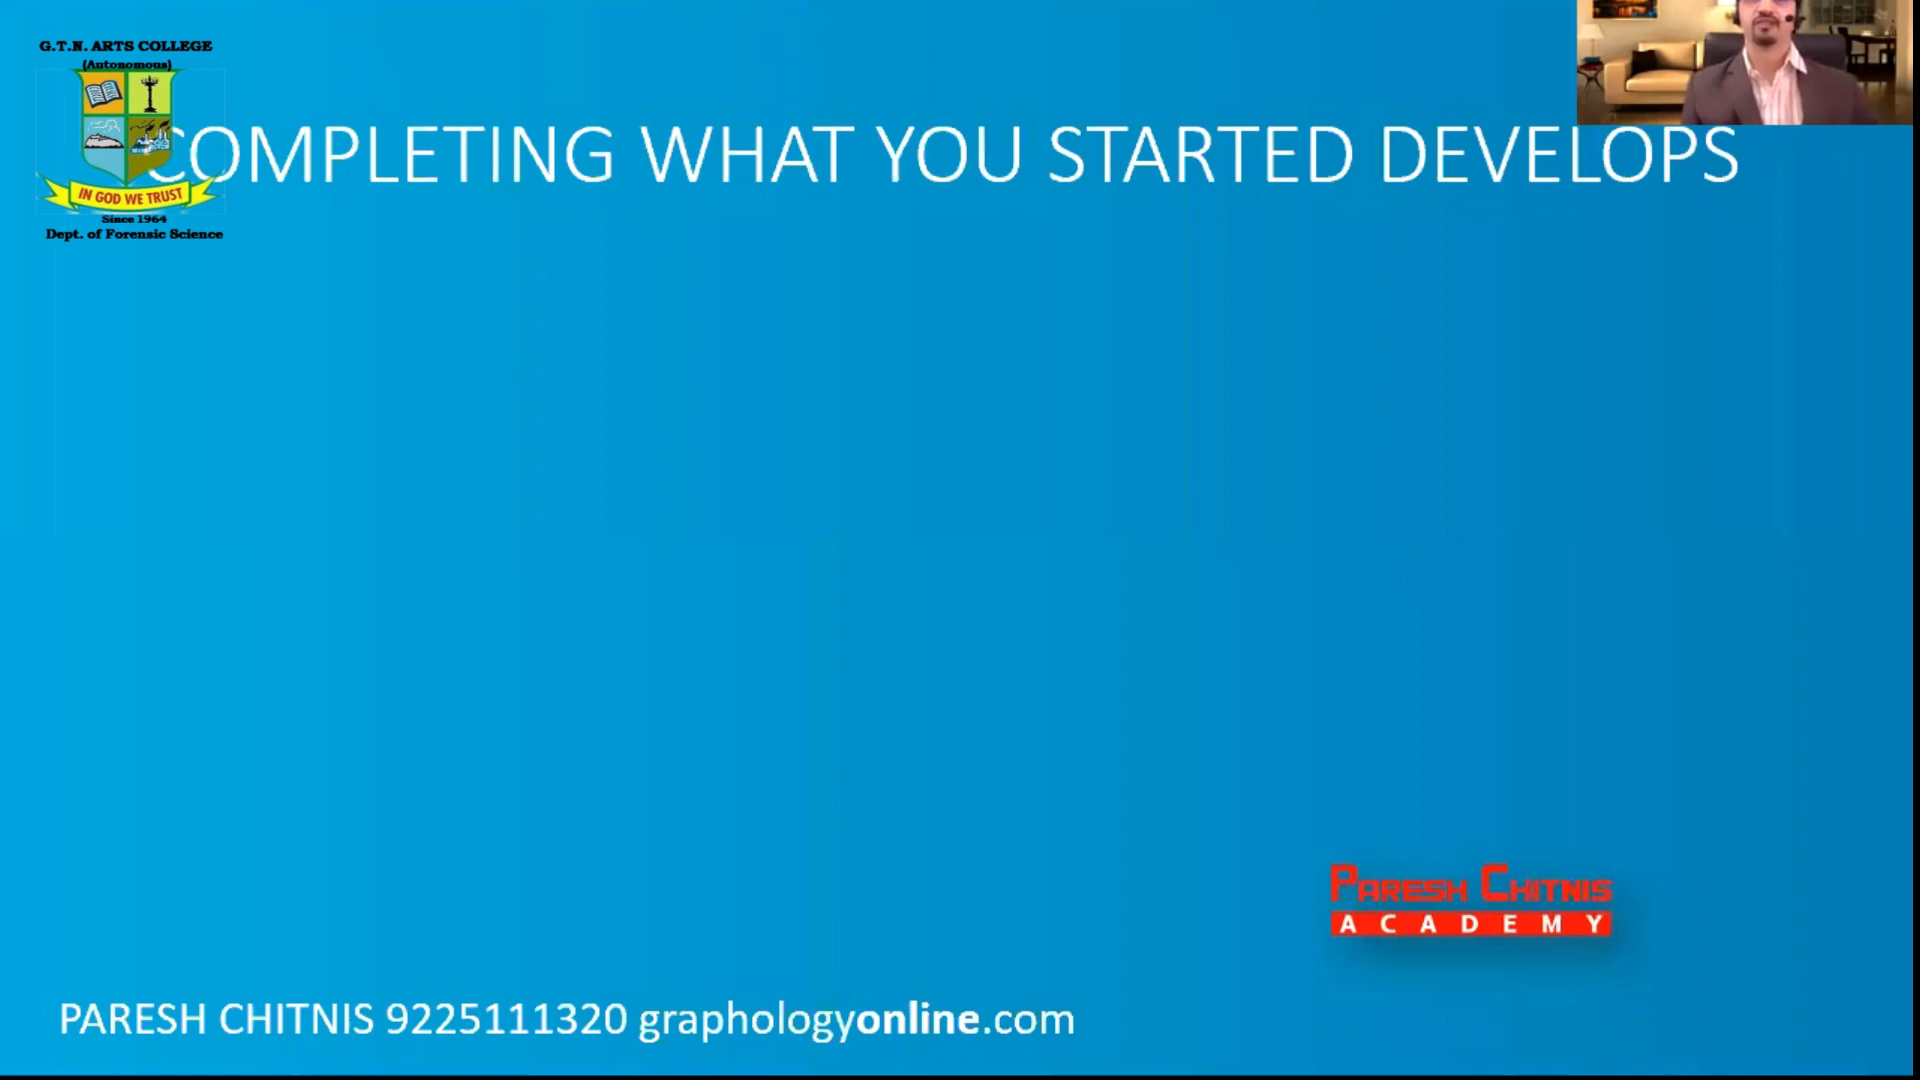 G.T.N. ARTS COLLEGE
(Autonomous)
IN GOD WE TRUST
Since 1964
Dept. of Forensic Science
COMPLETING WHAT YOU STARTED DEVELOPS
PARESH CHITNIS
ACADEMY
PARESH CHITNIS 9225111320 graphologyonline.com